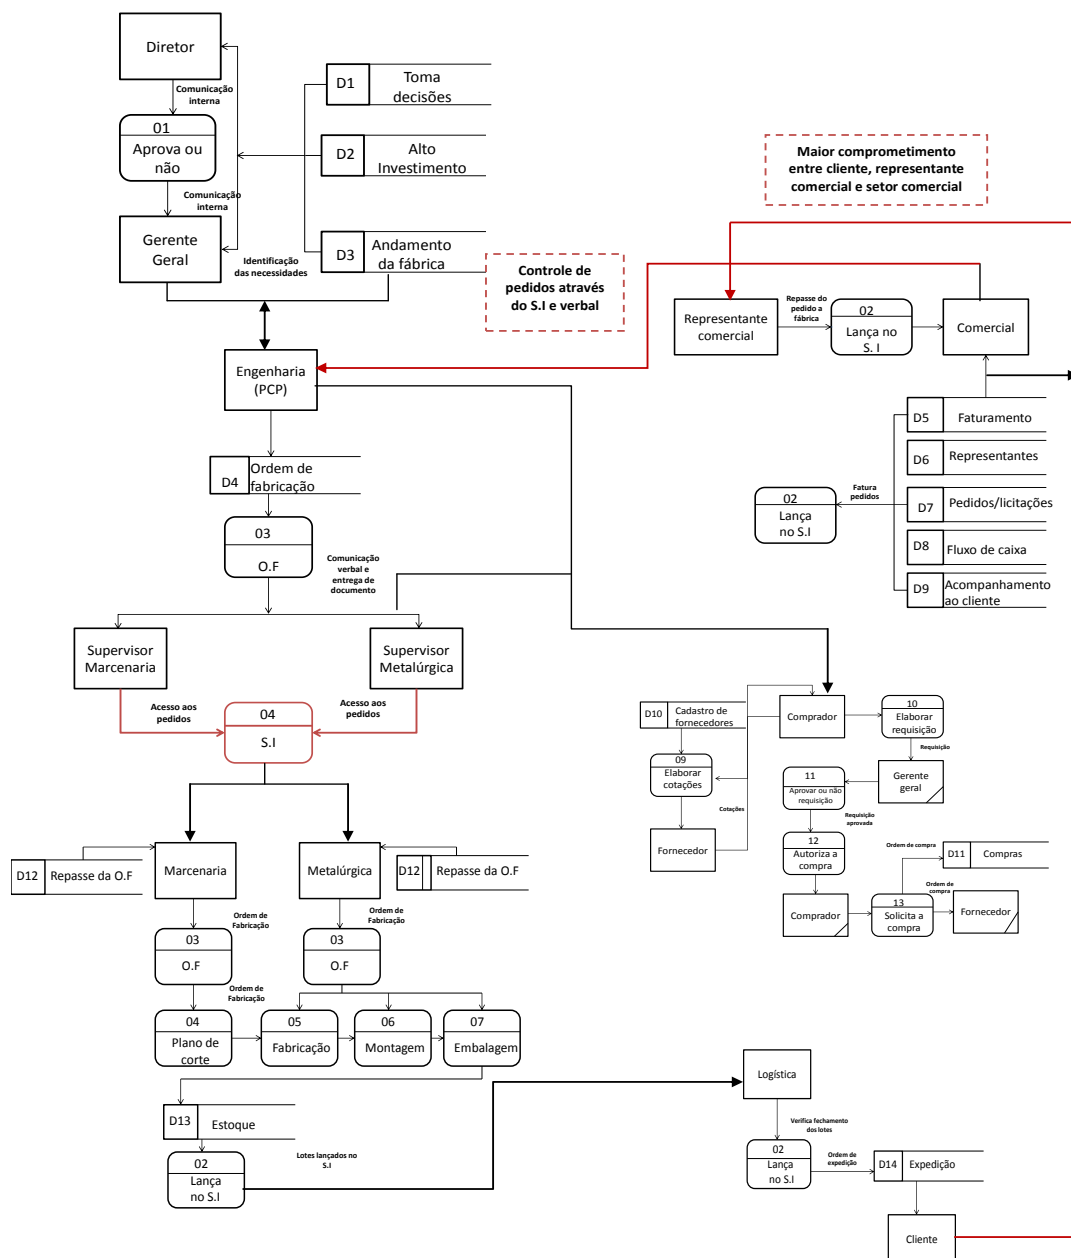 Diretor
Comunicação
interna
01
Aprova ou
não
Comunicação
interna
Gerente
Geral
Identificação
das necessidades
D1
Toma
decisões
D2
Alto
Investimento
D3
Andamento
da fábrica
Controle de
pedidos através
do S.I e verbal
Maior comprometimento
entre cliente, representante
comercial e setor comercial
Representante
comercial
Repasse do
pedido a
fábrica
02
Lança no
S. I
Comercial
Engenharia
(PCP)
D4
Ordem de
fabricação
03
O.F
Comunicação
verbal e
entrega de
documento
D5
Faturamento
D6
Representantes
D7
Pedidos/licitações
D8
Fluxo de caixa
D9
Acompanhamento
ao cliente
Fatura
pedidos
02
Lança
no S.I
Supervisor
Marcenaria
Supervisor
Metalúrgica
Acesso aos
pedidos
Acesso aos
pedidos
04
S.I
D10
Cadastro de
fornecedores
09
Elaborar
cotações
Fornecedor
Cotações
Comprador
10
Elaborar
requisição
Requisição
Gerente
geral
11
Aprovar ou não
requisição
Requisição
aprovada
12
Autoriza a
compra
Comprador
13
Solicita a
compra
Ordem de compra
D11
Compras
Ordem de
compra
Fornecedor
D12
Repasse da O.F
Marcenaria
Metalúrgica
D12
Repasse da O.F
Ordem de
Fabricação
Ordem de
Fabricação
03
O.F
03
O.F
Ordem de
Fabricação
04
Plano de
corte
05
Fabricação
06
Montagem
07
Embalagem
D13
Estoque
02
Lança
no S.I
Lotes lançados no
S.I
Logística
Verifica fechamento
dos lotes
02
Lança
no S.I
Ordem de
expedição
D14
Expedição
Cliente